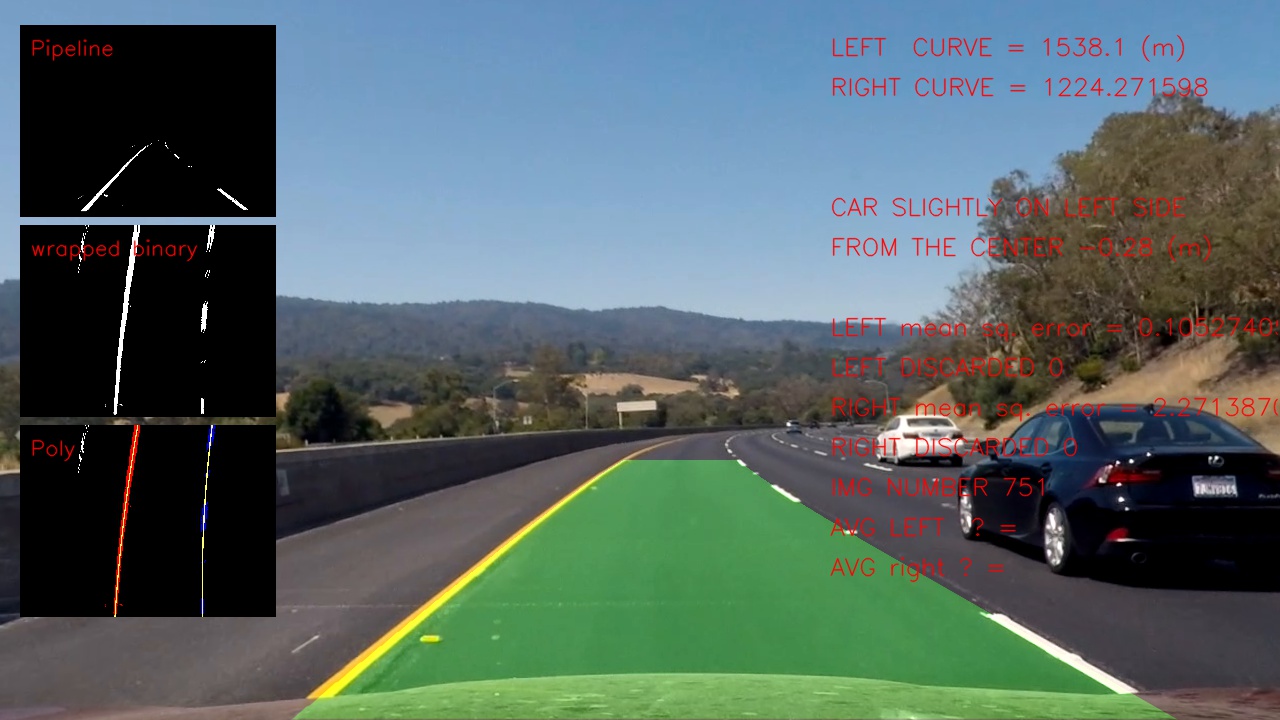 Pipeline
wrapped binary
Poly
LEFT CURVE = 1538.1 (m)
RIGHT CURVE = 1224.271598
CAR SLIGHTLY ON LEFT SIDE
FROM THE CENTER -0.28 (m)
LEFT mean sq. error = 0.1052740
LEFT DISCARDED 0
RIGHT mean sq. error = 2.2713870
RIGHT DISCARDED 0
IMG NUMBER 751
AVG LEFT ? =
AVG right ? =